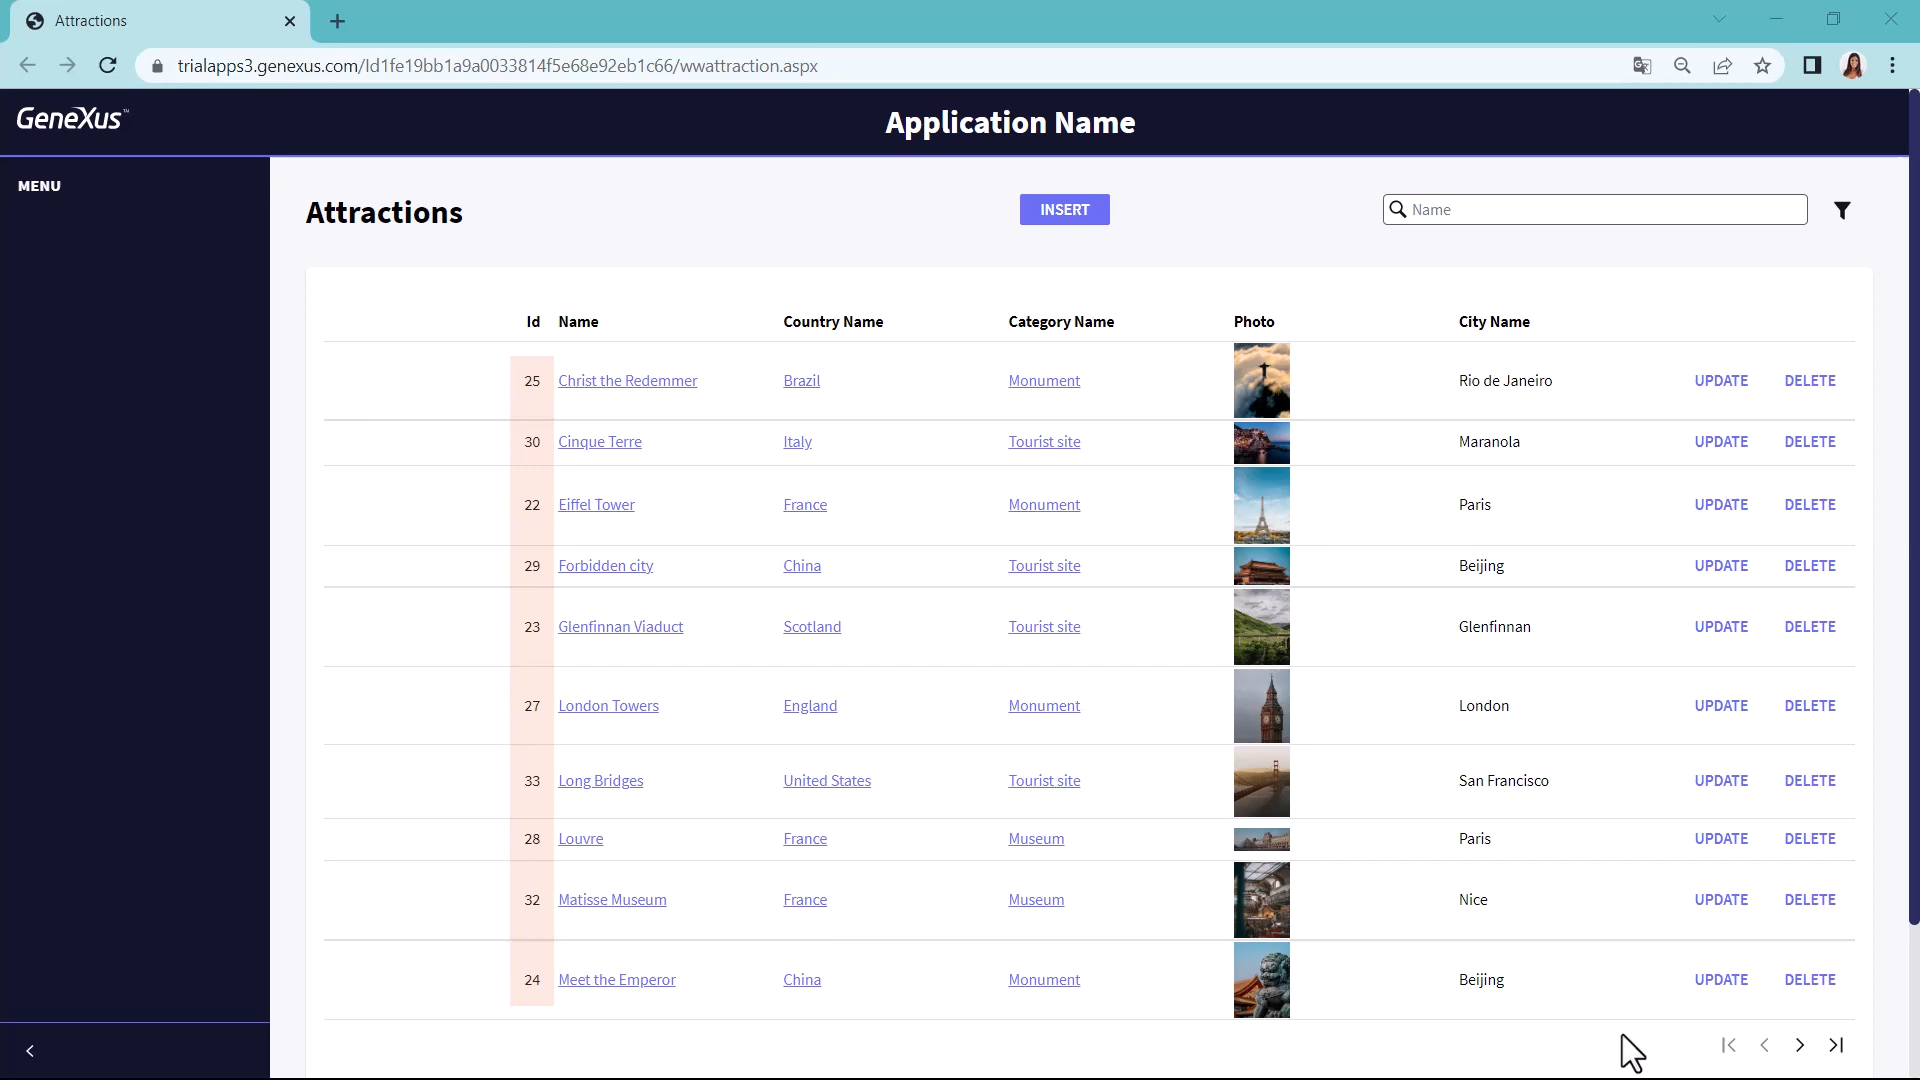 Attractions
trialapps3.genexus.com/Id1fe19bb1a9a0033814f5e68e92eb1c66/wwattraction.aspx
GeneXus™
Application Name
MENU
Attractions
INSERT
Name
Id Name Country Name Category Name Photo City Name
25 Christ the Redemmer Brazil Monument Rio de Janeiro UPDATE DELETE
30 Cinque Terre Italy Tourist site Maranola UPDATE DELETE
22 Eiffel Tower France Monument Paris UPDATE DELETE
29 Forbidden city China Tourist site Beijing UPDATE DELETE
23 Glenfinnan Viaduct Scotland Tourist site Glenfinnan UPDATE DELETE
27 London Towers England Monument London UPDATE DELETE
33 Long Bridges United States Tourist site San Francisco UPDATE DELETE
28 Louvre France Museum Paris UPDATE DELETE
32 Matisse Museum France Museum Nice UPDATE DELETE
24 Meet the Emperor China Monument Beijing UPDATE DELETE